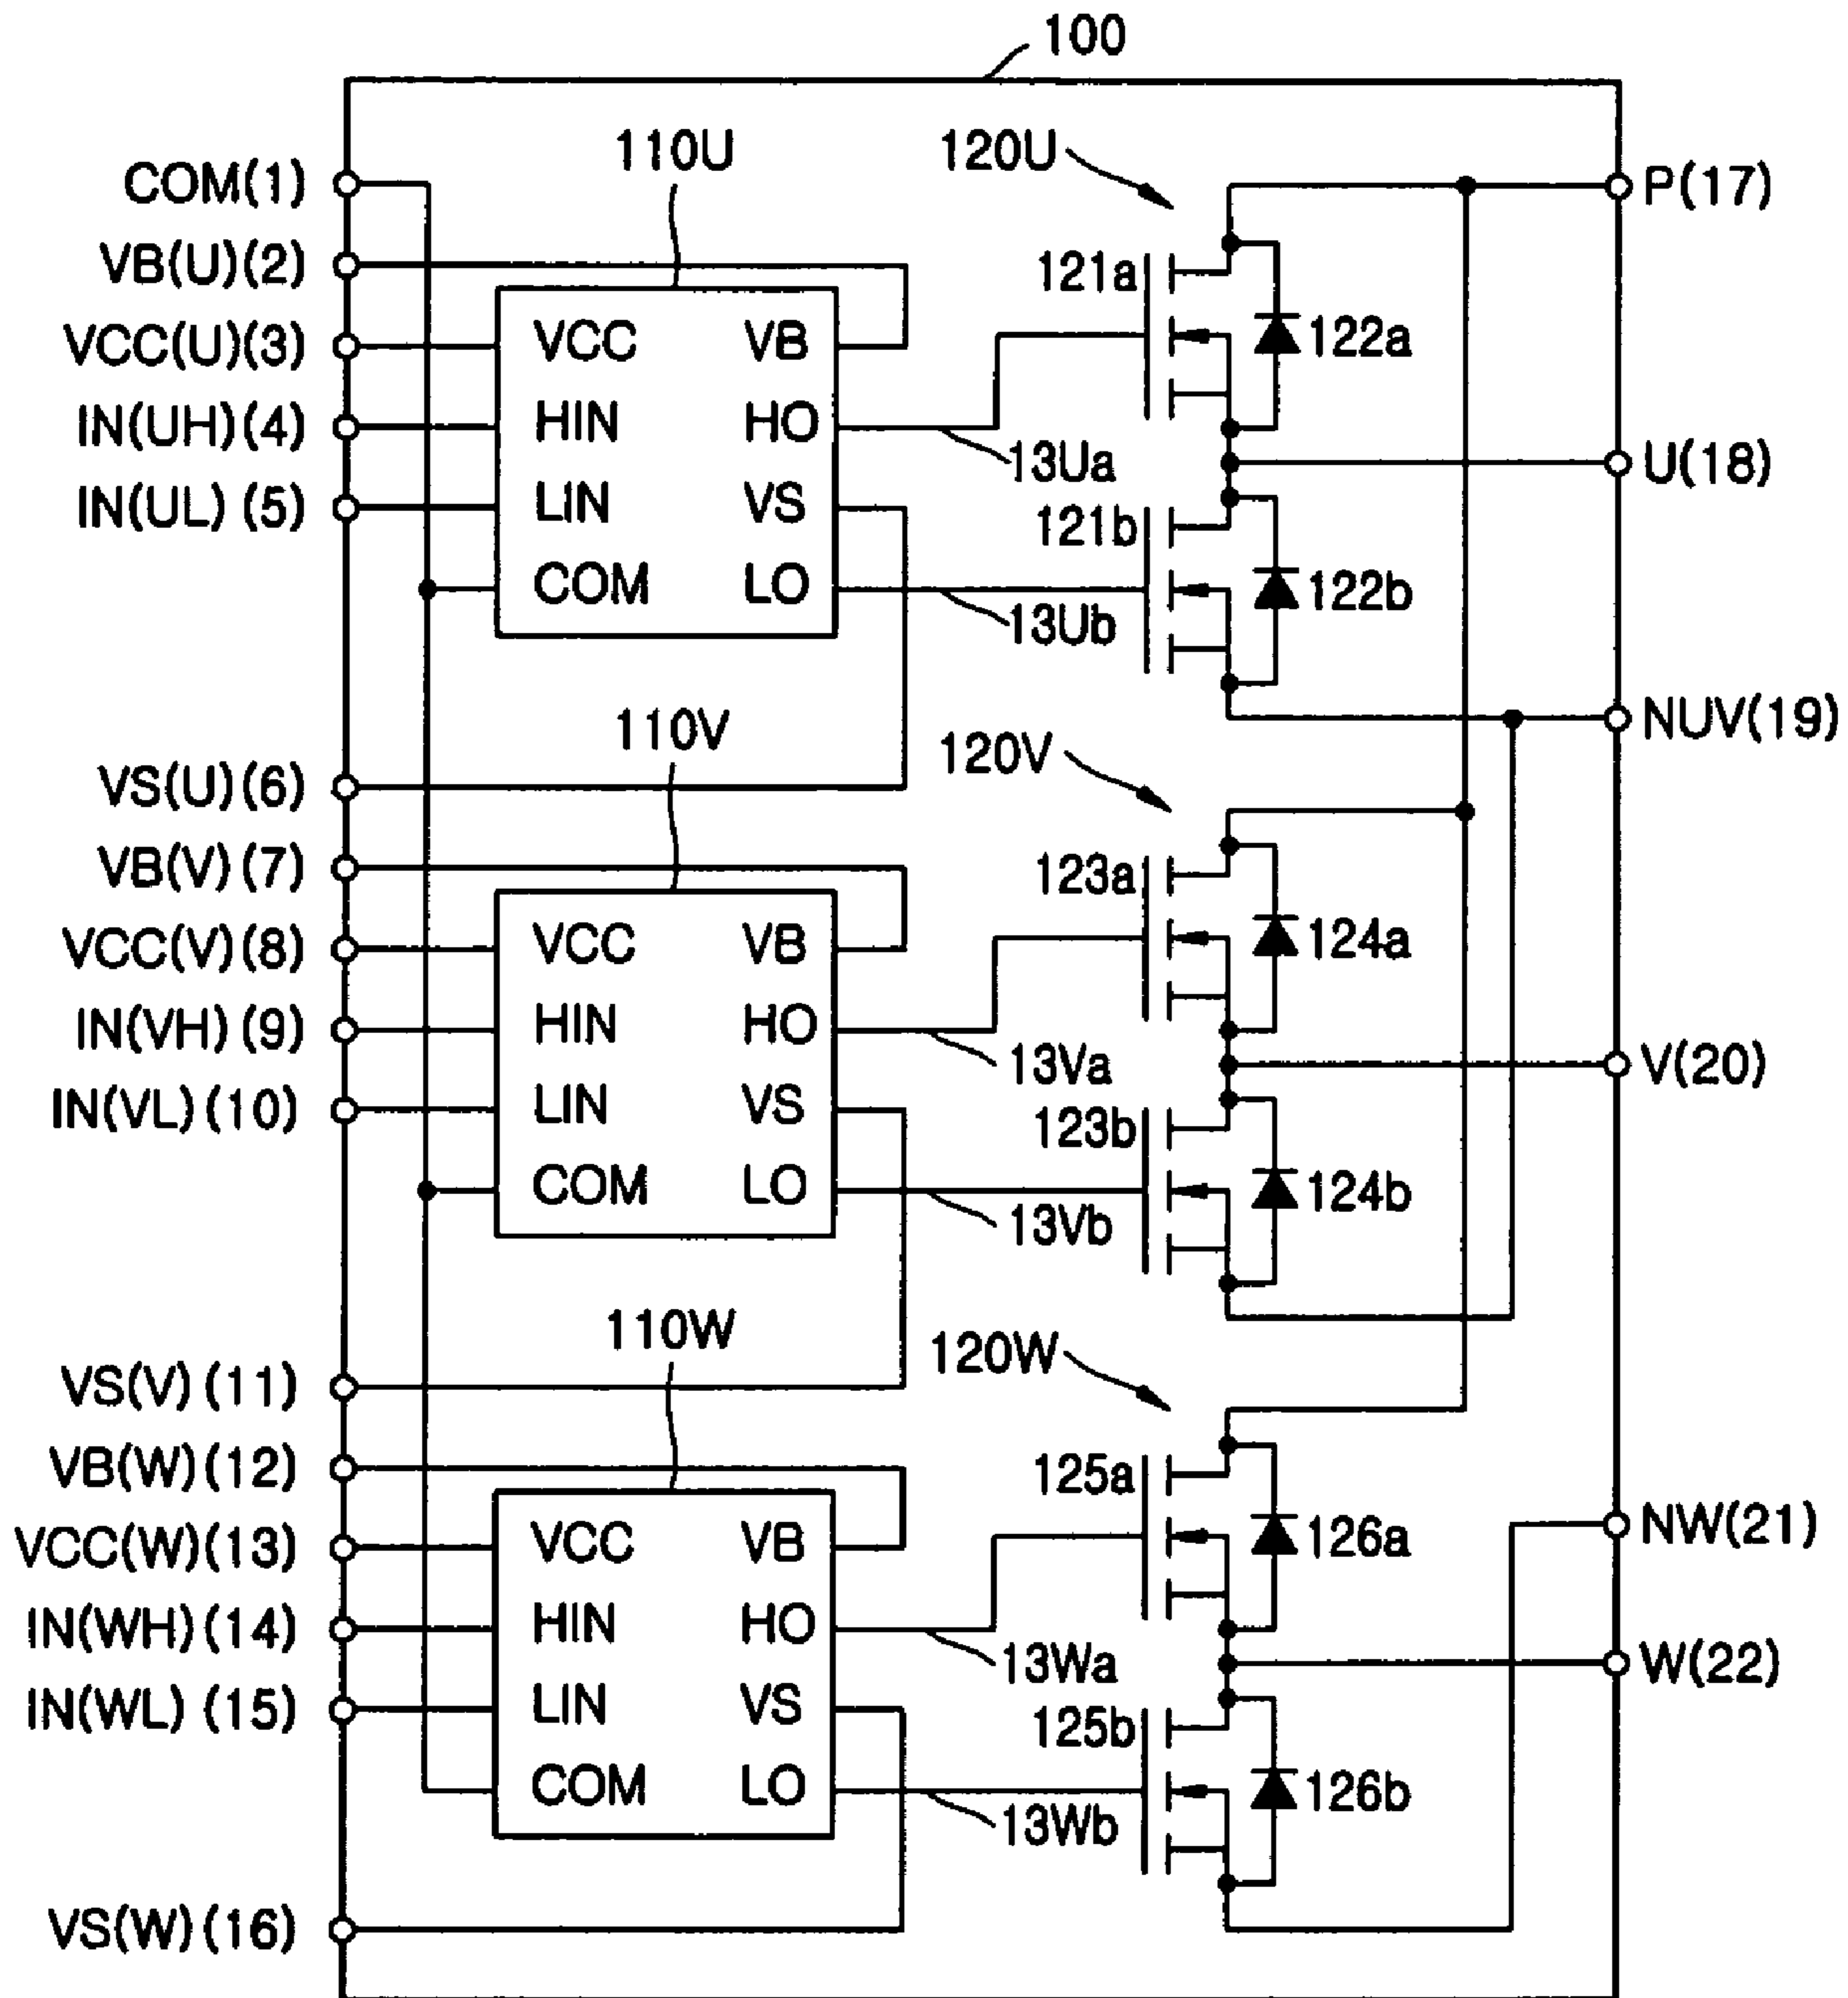 100
110U
120U
COM(1)
P(17)
VB(U)(2)
121a
VCC(U)(3)
VCC
VB
122a
IN(UH)(4)
HIN
HO
13Ua
U(18)
IN(UL) (5)
LIN
VS
121b
COM
LO
122b
13Ub
NUV(19)
110V
120V
VS(U)(6)
VB(V)(7)
123a
VCC(V)(8)
VCC
VB
124a
IN(VH)(9)
HIN
HO
13Va
V(20)
IN(VL)(10)
LIN
VS
123b
COM
LO
124b
13Vb
110W
120W
VS(V)(11)
VB(W)(12)
125a
NW(21)
VCC(W)(13)
VCC
VB
126a
IN(WH)(14)
HIN
HO
13Wa
W(22)
IN(WL) (15)
LIN
VS
125b
COM
LO
126b
13Wb
VS(W)(16)